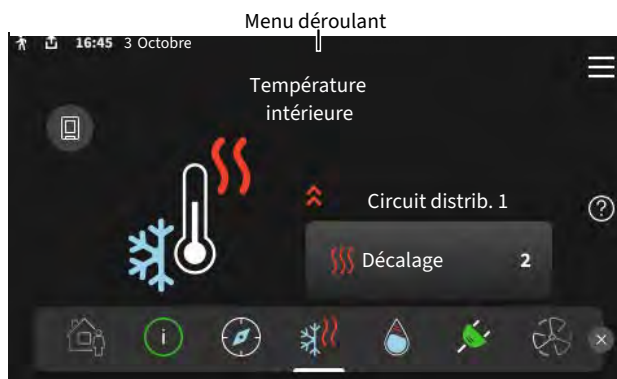 Menu déroulant
16:45 3 Octobre
Température
intérieure
Circuit distrib. 1
Décalage 2